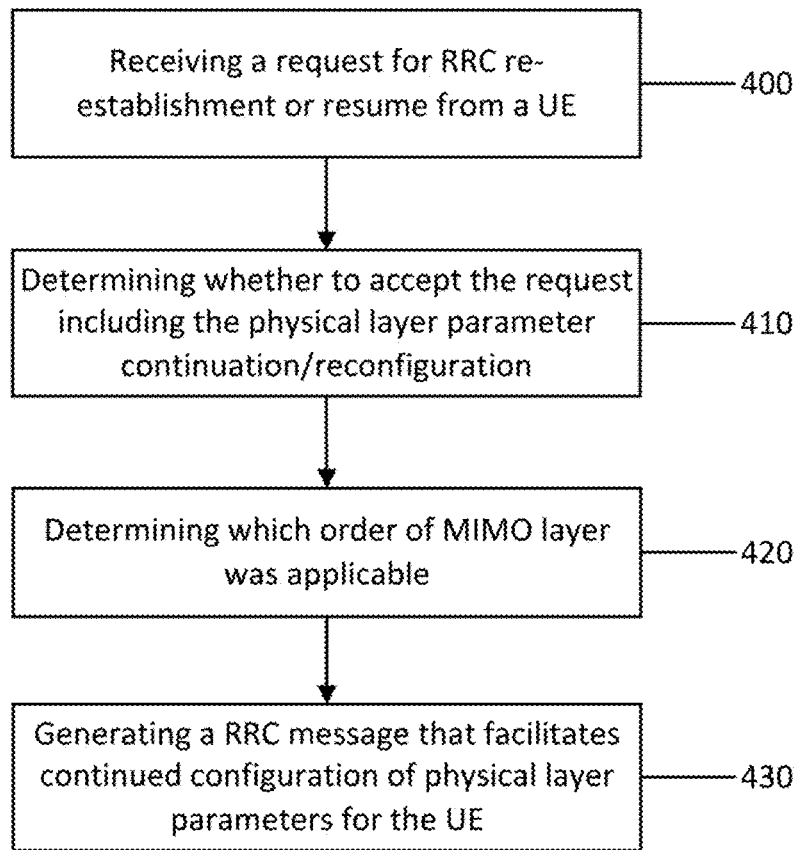 Receiving a request for RRC re-
establishment or resume from a UE
400
Determining whether to accept the request
including the physical layer parameter
continuation/reconfiguration
410
Determining which order of MIMO layer
was applicable
420
Generating a RRC message that facilitates
continued configuration of physical layer
parameters for the UE
430